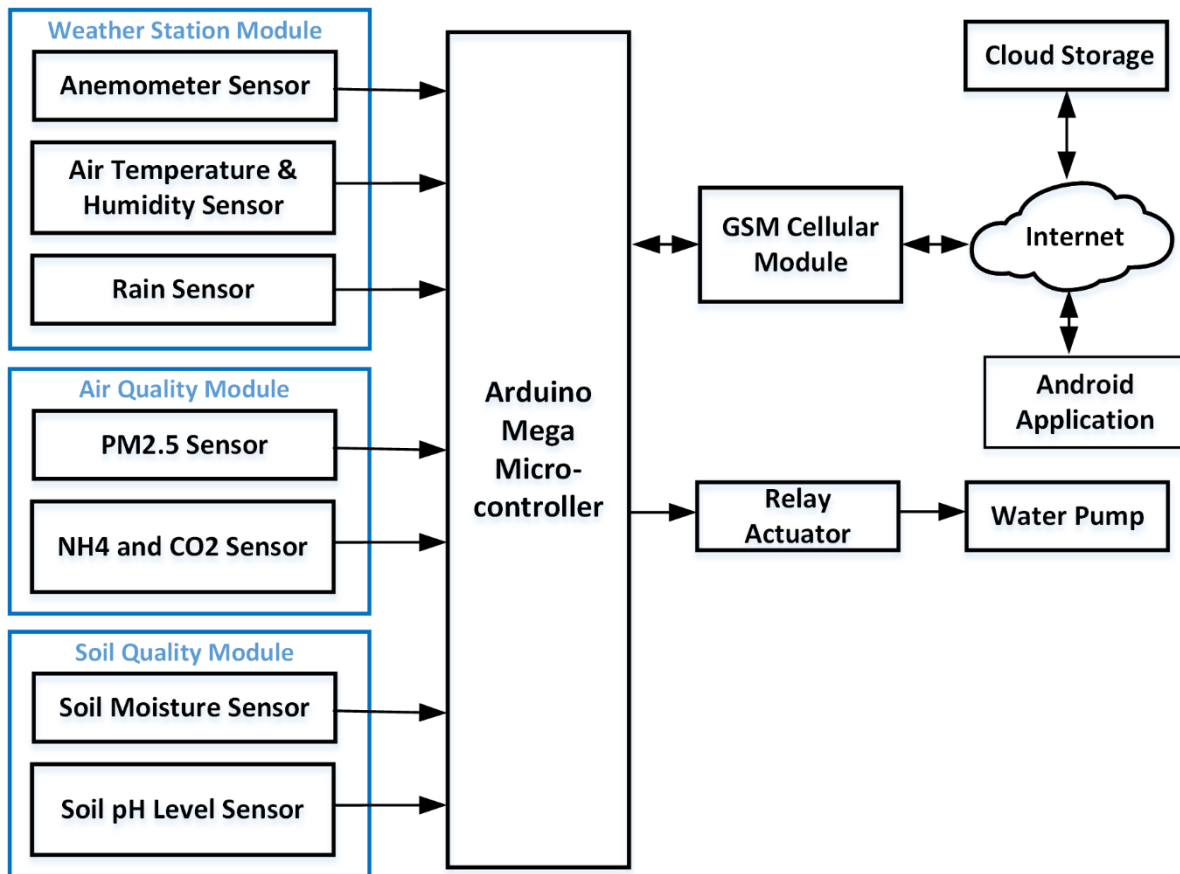 Weather Station Module
Anemometer Sensor
Air Temperature &
Humidity Sensor
Rain Sensor
Air Quality Module
PM2.5 Sensor
NH4 and CO2 Sensor
Soil Quality Module
Soil Moisture Sensor
Soil pH Level Sensor
Arduino
Mega
Micro-
controller
GSM Cellular
Module
Cloud Storage
Internet
Android
Application
Relay
Actuator
Water Pump